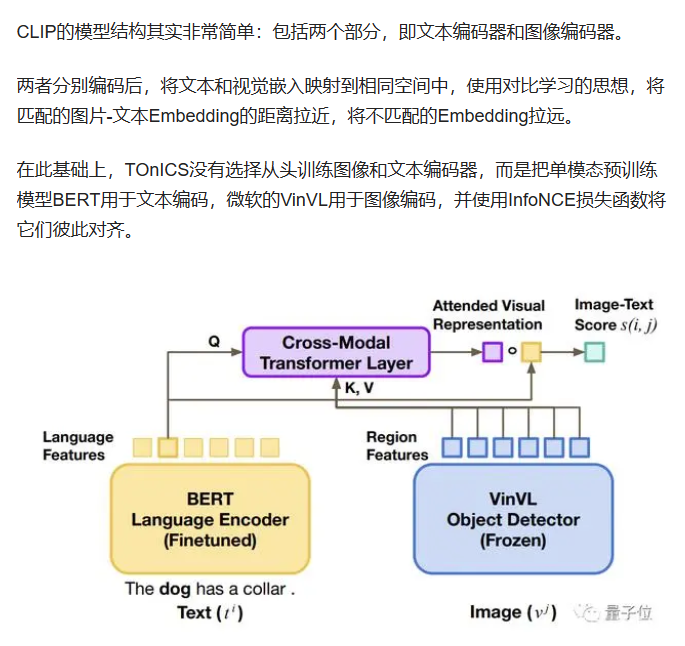 CLIP的模型结构其实非常简单：包括两个部分，即文本编码器和图像编码器。
两者分别编码后，将文本和视觉嵌入映射到相同空间中，使用对比学习的思想，将
匹配的图片-文本Embedding的距离拉近，将不匹配的Embedding拉远。
在此基础上，TOnICS没有选择从头训练图像和文本编码器，而是把单模态预训练
模型BERT用于文本编码，微软的VinVL用于图像编码，并使用InfoNCE损失函数将
它们彼此对齐。
Attended Visual
Representation
Image-Text
Score s(i, j)
Q
Cross-Modal
Transformer Layer
K, V
Language
Features
Region
Features
BERT
Language Encoder
(Finetuned)
VinVL
Object Detector
(Frozen)
The dog has a collar .
Text (tⁱ)
Image (vʲ)
量子位